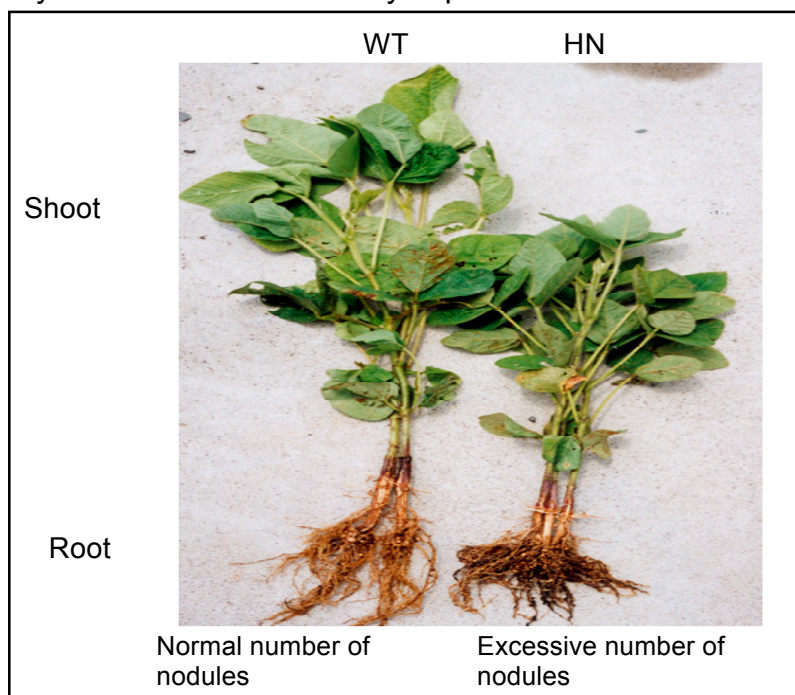 WT HN
Shoot
Root
Normal number of Excessive number of
nodules nodules